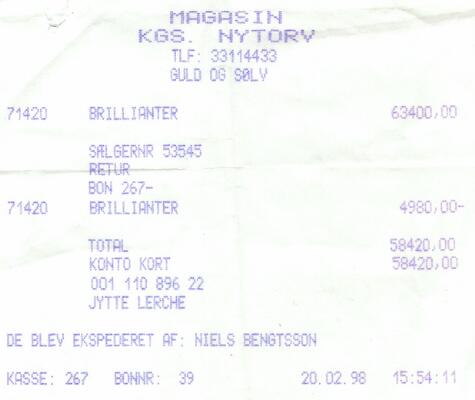 MAGASIN
KGS. NYTORV
TLF: 33114433
GULD OG SØLV
71420 BRILLIANTER 63400,00
SÆLGERNR 53545
RETUR
BON 267-
71420 BRILLIANTER 4980,00-
TOTAL 58420,00
KONTO KORT 58420,00
001 110 896 22
JYTTE LERCHE
DE BLEV EKSPEDERET AF: NIELS BENGTSSON
KASSE: 267 BONNR: 39 20.02.98 15:54:11